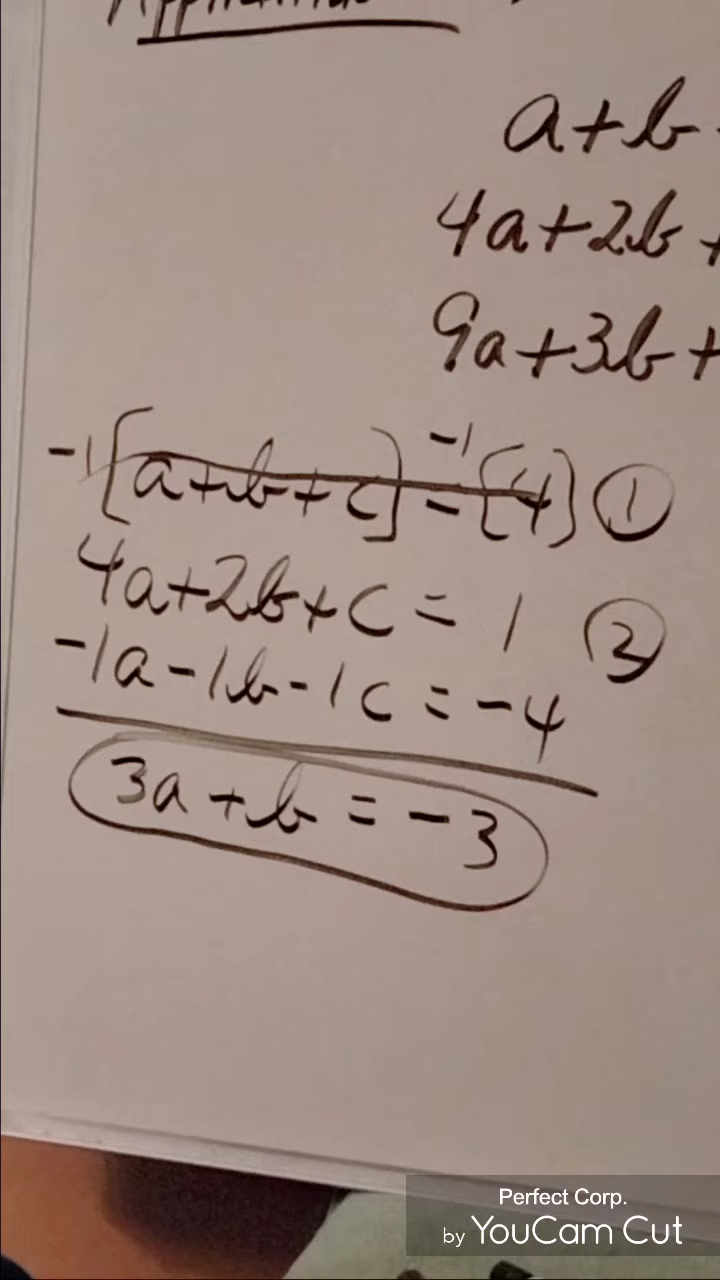 a+b
4a+2b+
9a+3b+
-1[a+b+c] = -1[4] ①
4a+2b+c = 1 ②
-1a-1b-1c = -4
3a+b = -3
Perfect Corp.
by YouCam Cut